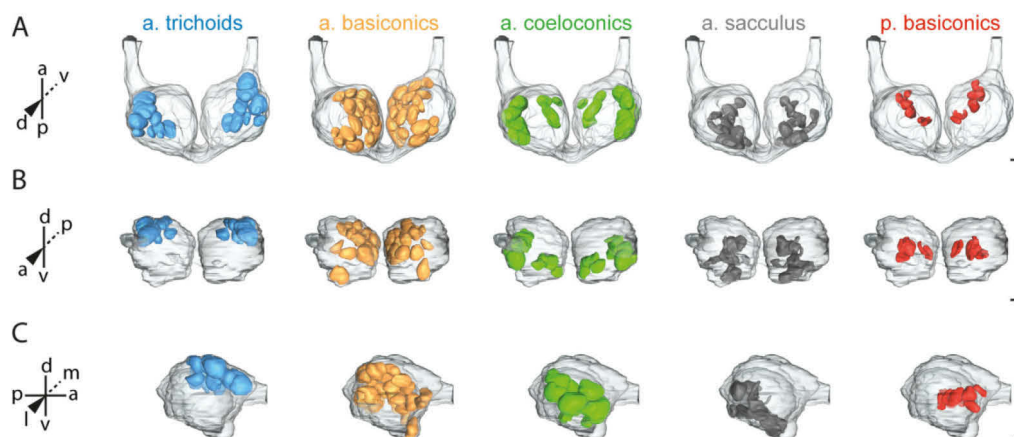 A
a. trichoids
a. basiconics
a. coeloconics
a. sacculus
p. basiconics
a
v
d
p
B
d
p
a
v
C
d
m
p
a
l
v